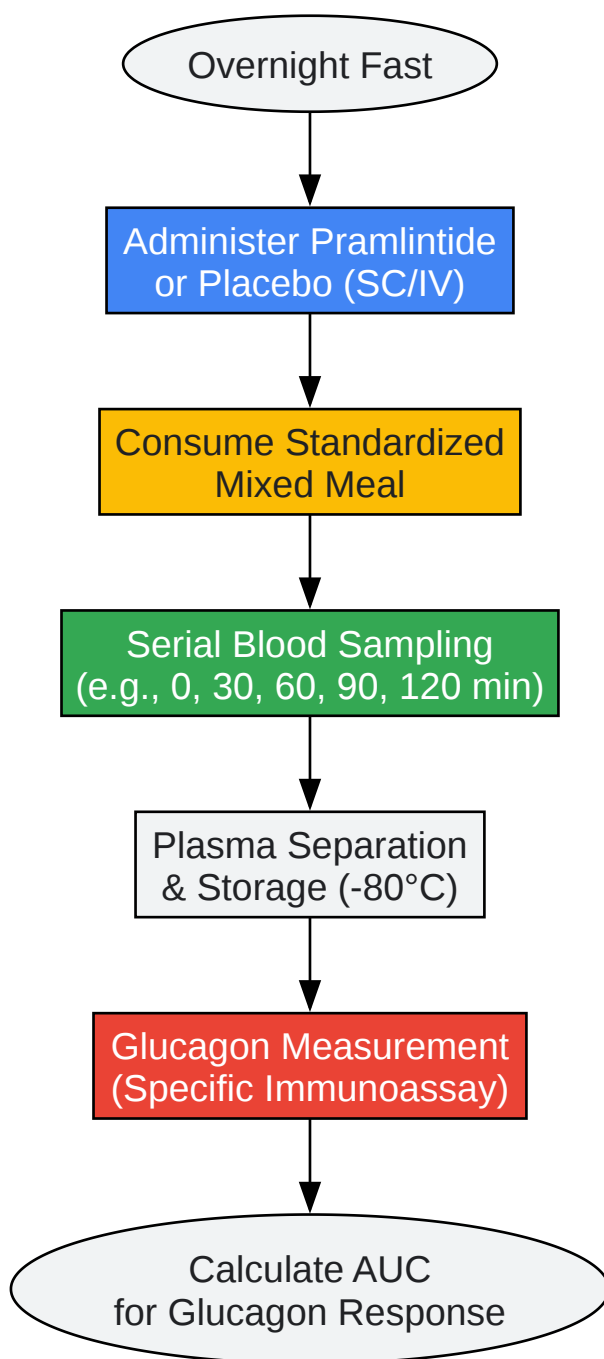 Overnight Fast
Administer Pramlintide
or Placebo (SC/IV)
Consume Standardized
Mixed Meal
Serial Blood Sampling
(e.g., 0, 30, 60, 90, 120 min)
Plasma Separation
& Storage (-80°C)
Glucagon Measurement
(Specific Immunoassay)
Calculate AUC
for Glucagon Response